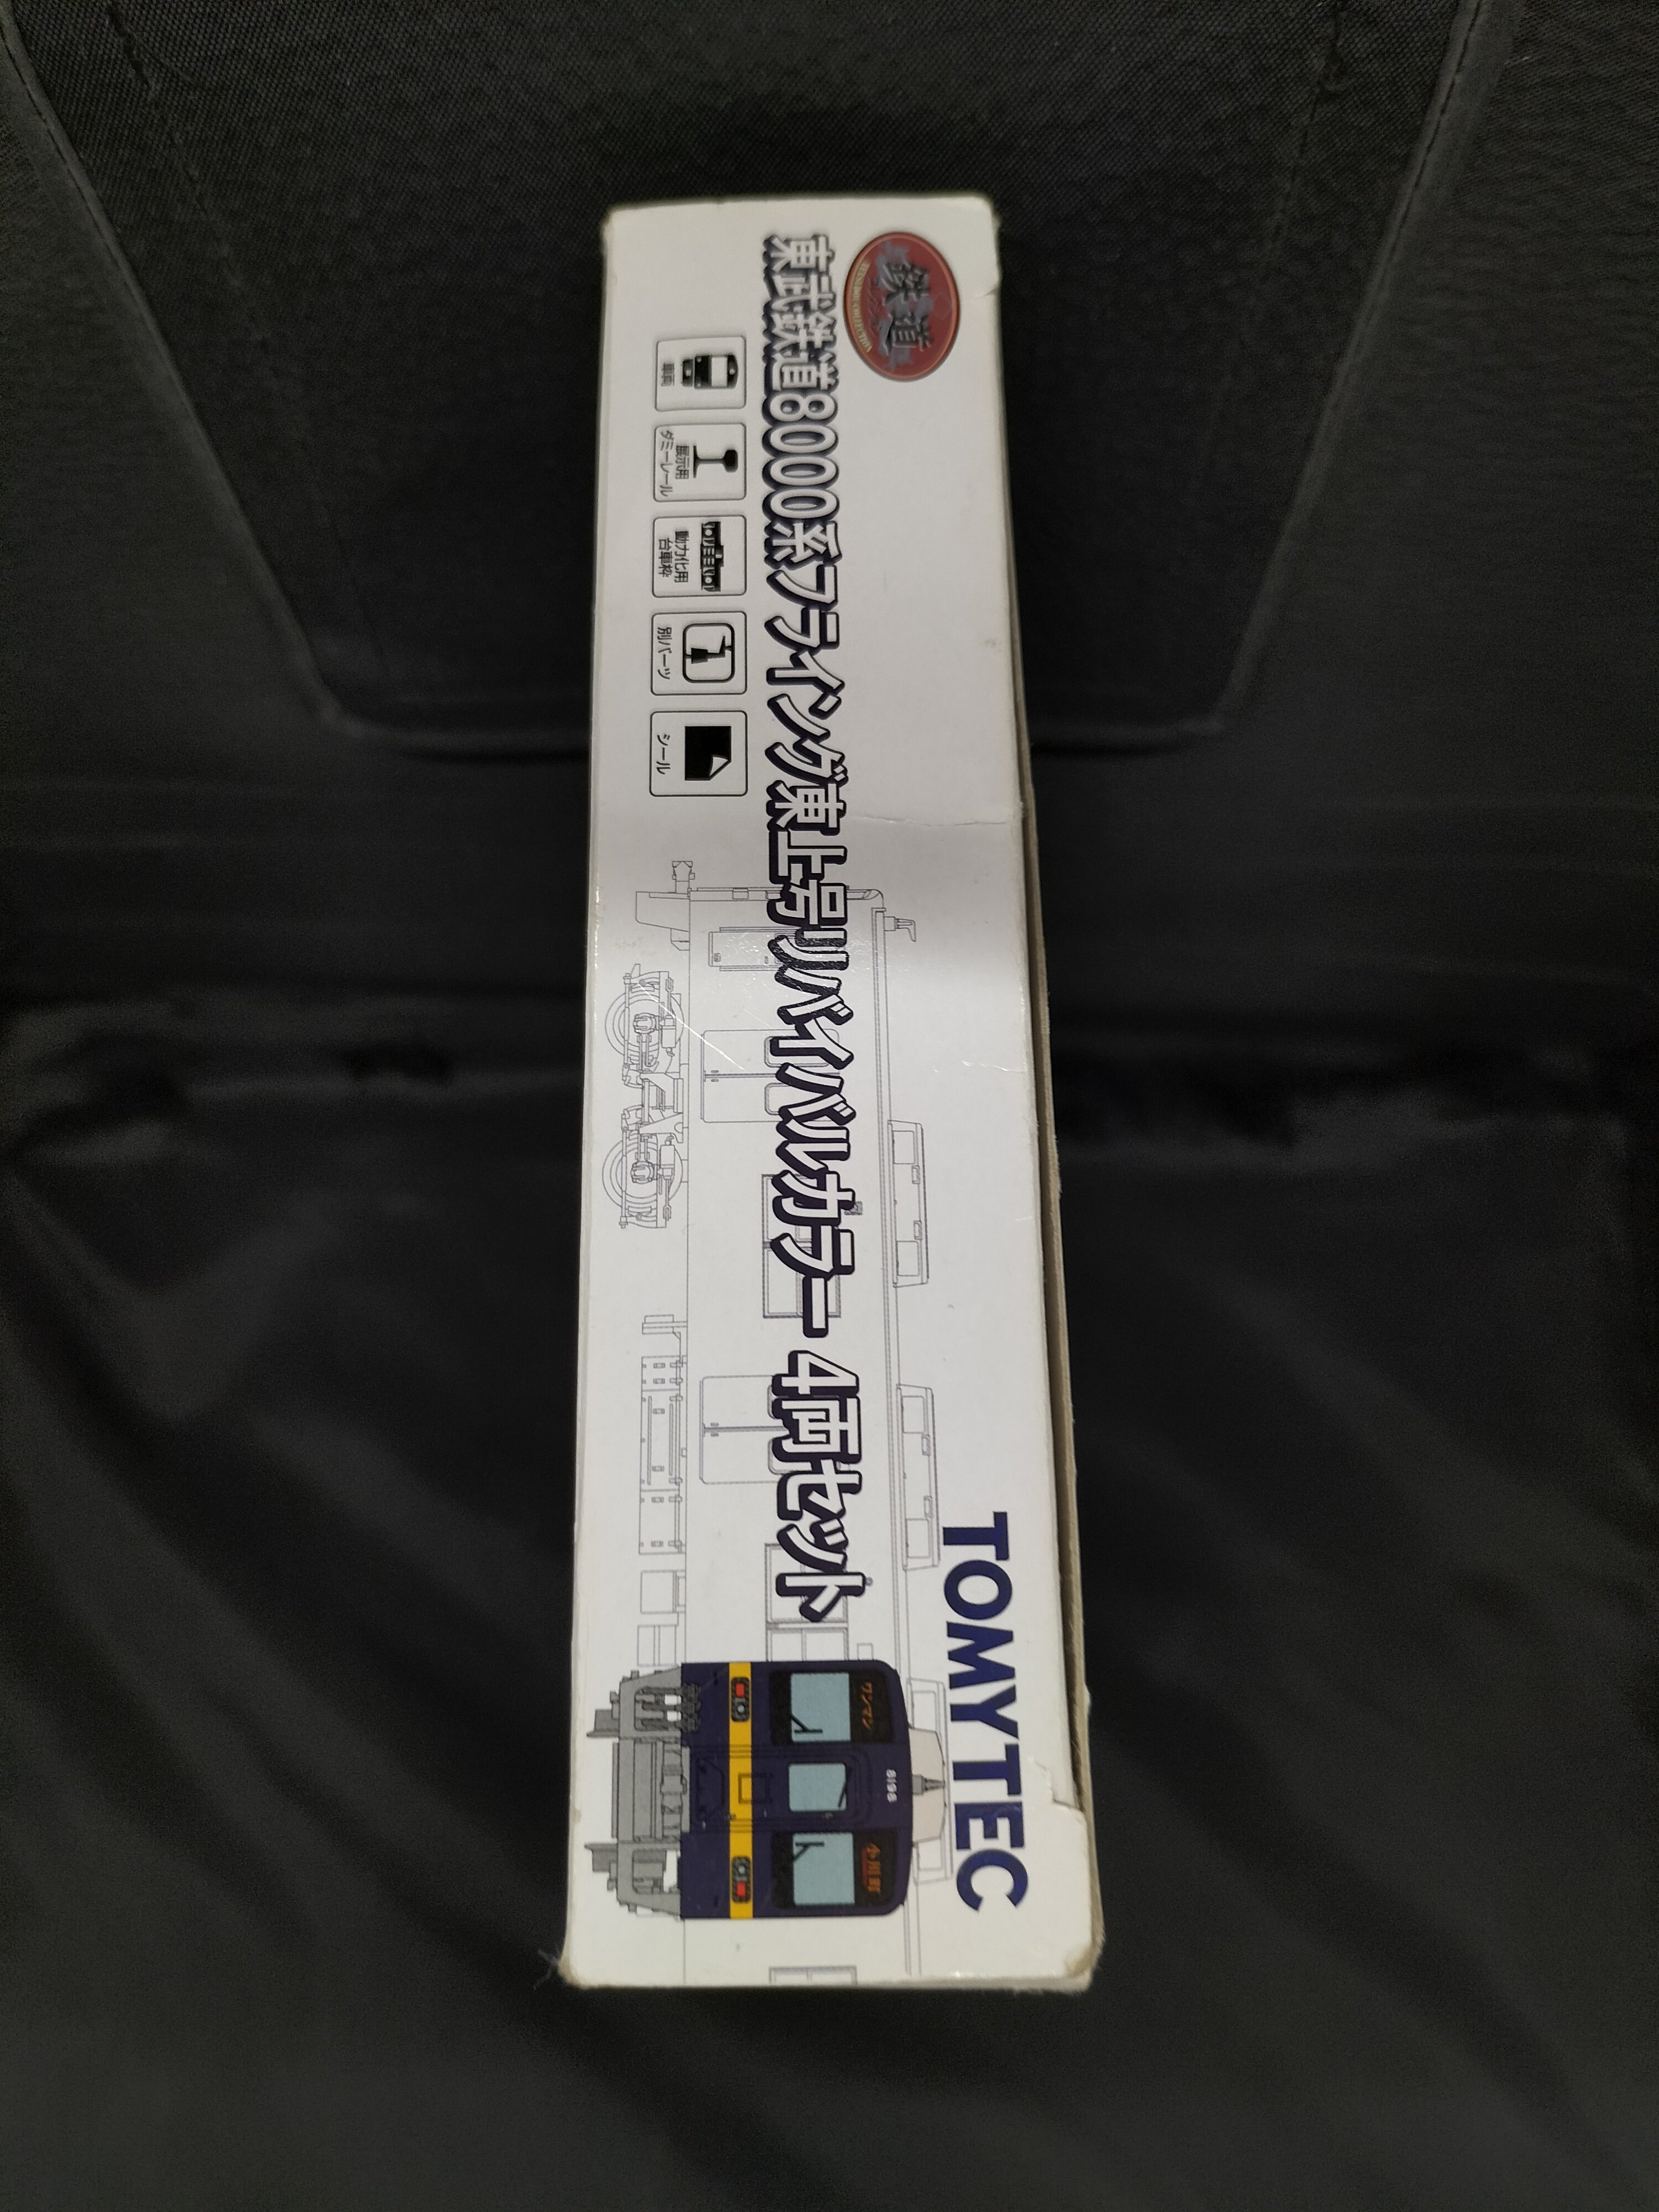 鉄道
東武鉄道8000系フライング東上号リバイバルカラー 4両セット
TOMYTEC
車両
展示用
ダミーレール
動力化用
台車枠
別パーツ
シール
ワンマン
8198
小川町